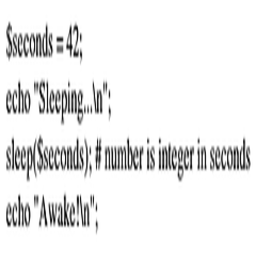 $seconds = 42;
echo "Sleeping...\n";
sleep($seconds); # number is integer in seconds
echo "Awake!\n";